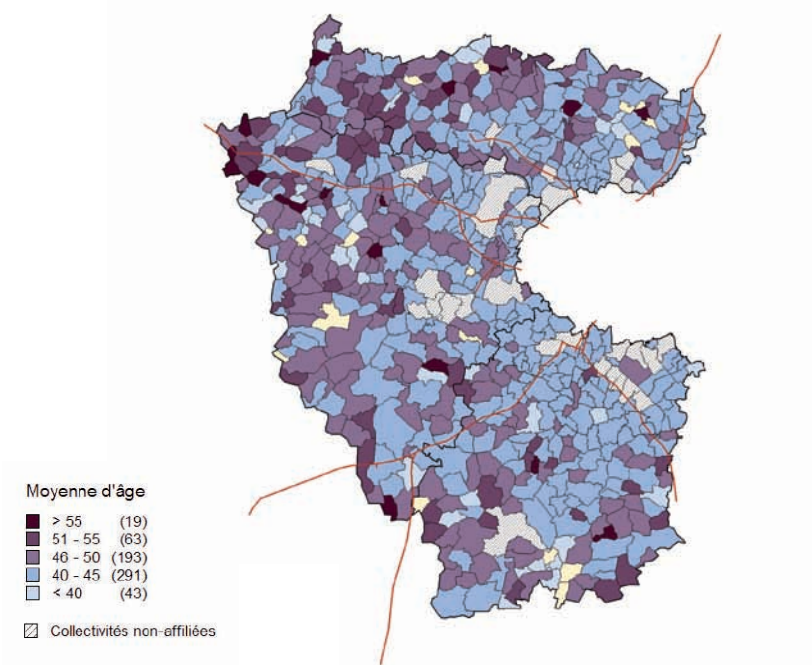 Moyenne d'âge
> 55 (19)
51 - 55 (63)
46 - 50 (193)
40 - 45 (291)
< 40 (43)
Collectivités non-affiliées